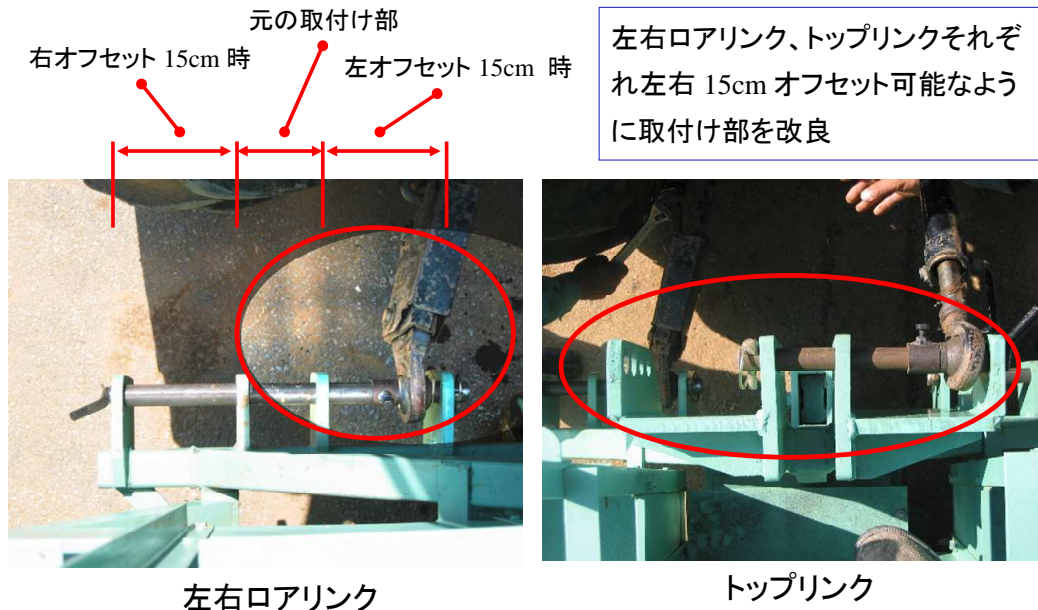 元の取付け部
右オフセット 15cm 時
左オフセット 15cm 時
左右ロアリンク、トップリンクそれぞ
れ左右 15cm オフセット可能なよう
に取付け部を改良
左右ロアリンク
トップリンク